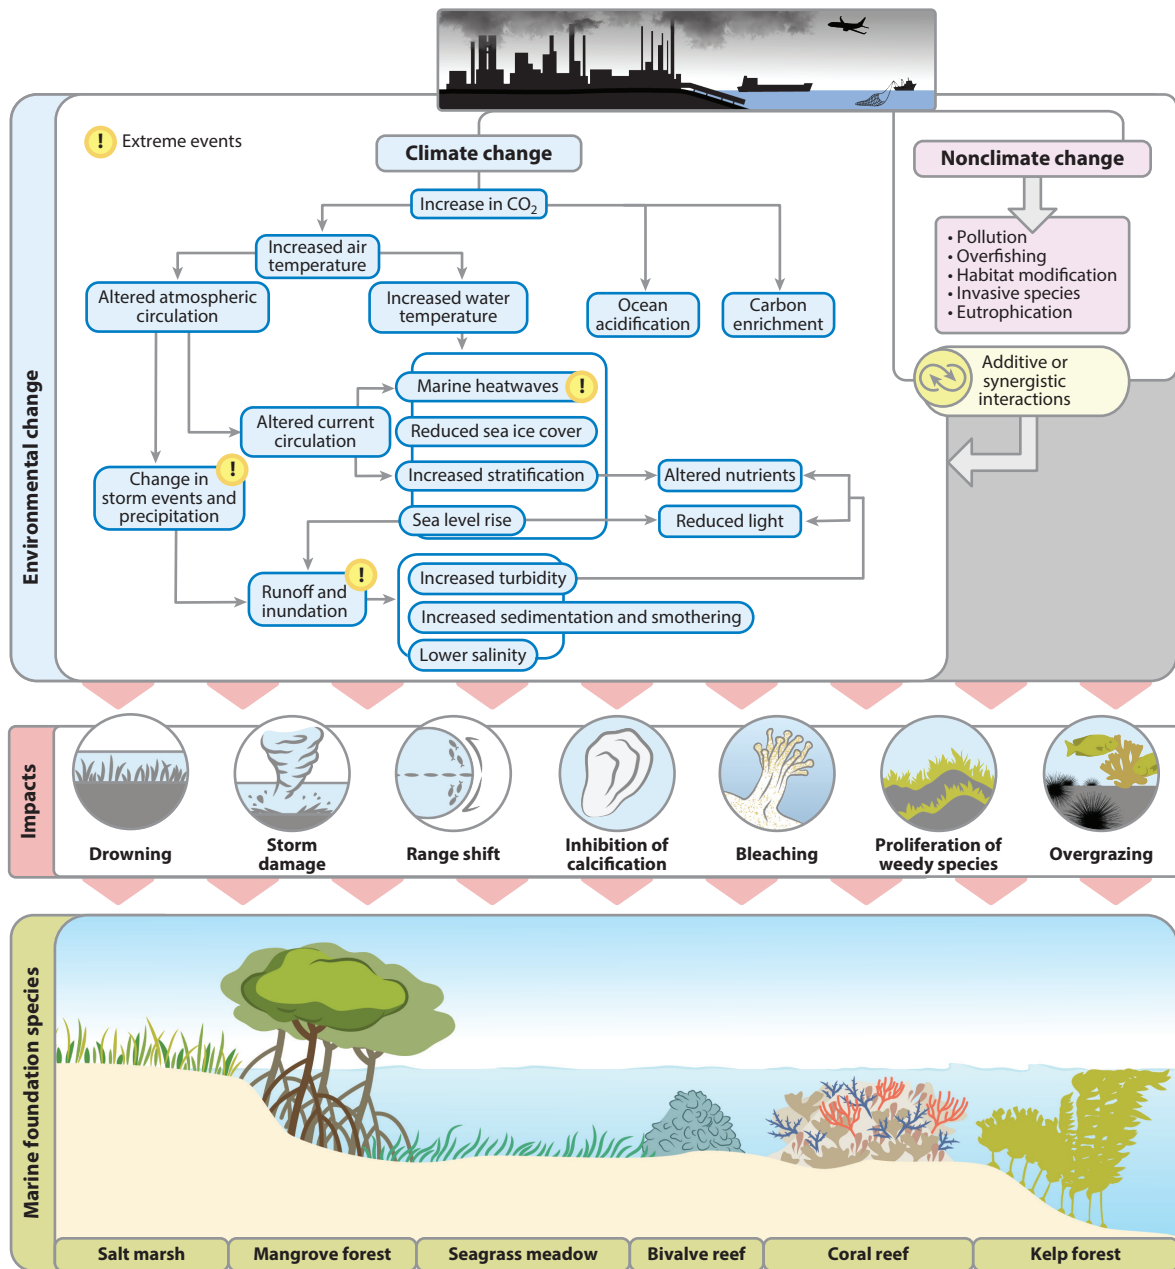 ! Extreme events
Climate change
Nonclimate change
Increase in CO₂
• Pollution
• Overfishing
• Habitat modification
• Invasive species
• Eutrophication
Increased air
temperature
Altered atmospheric
circulation
Increased water
temperature
Ocean
acidification
Carbon
enrichment
Additive or
synergistic
interactions
Marine heatwaves !
Altered current
circulation
Reduced sea ice cover
Change in !
storm events and
precipitation
Increased stratification
Altered nutrients
Sea level rise
Reduced light
Runoff and !
inundation
Increased turbidity
Increased sedimentation and smothering
Lower salinity
Environmental change
Impacts
Drowning
Storm
damage
Range shift
Inhibition of
calcification
Bleaching
Proliferation of
weedy species
Overgrazing
Marine foundation species
Salt marsh
Mangrove forest
Seagrass meadow
Bivalve reef
Coral reef
Kelp forest